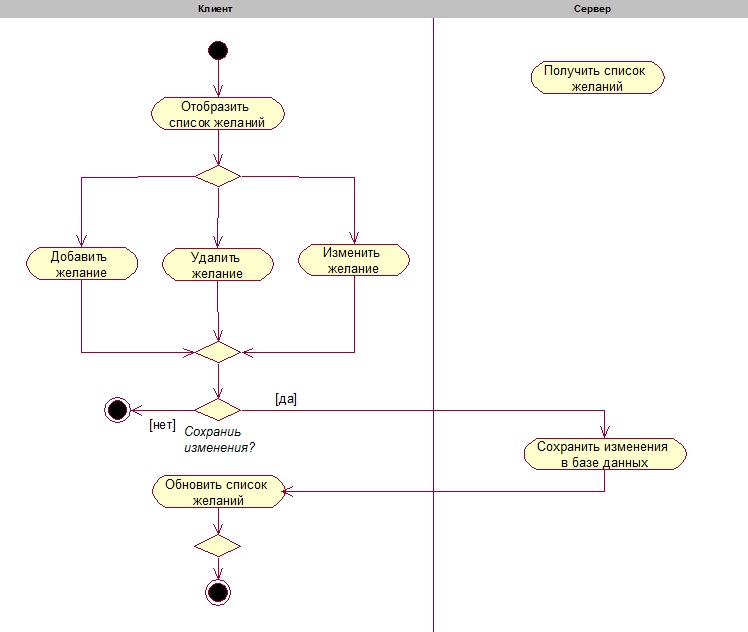 Клиент
Сервер
Получить список
желаний
Отобразить
список желаний
Добавить
желание
Удалить
желание
Изменить
желание
[да]
[нет]
Сохраниь
изменения?
Сохранить изменения
в базе данных
Обновить список
желаний